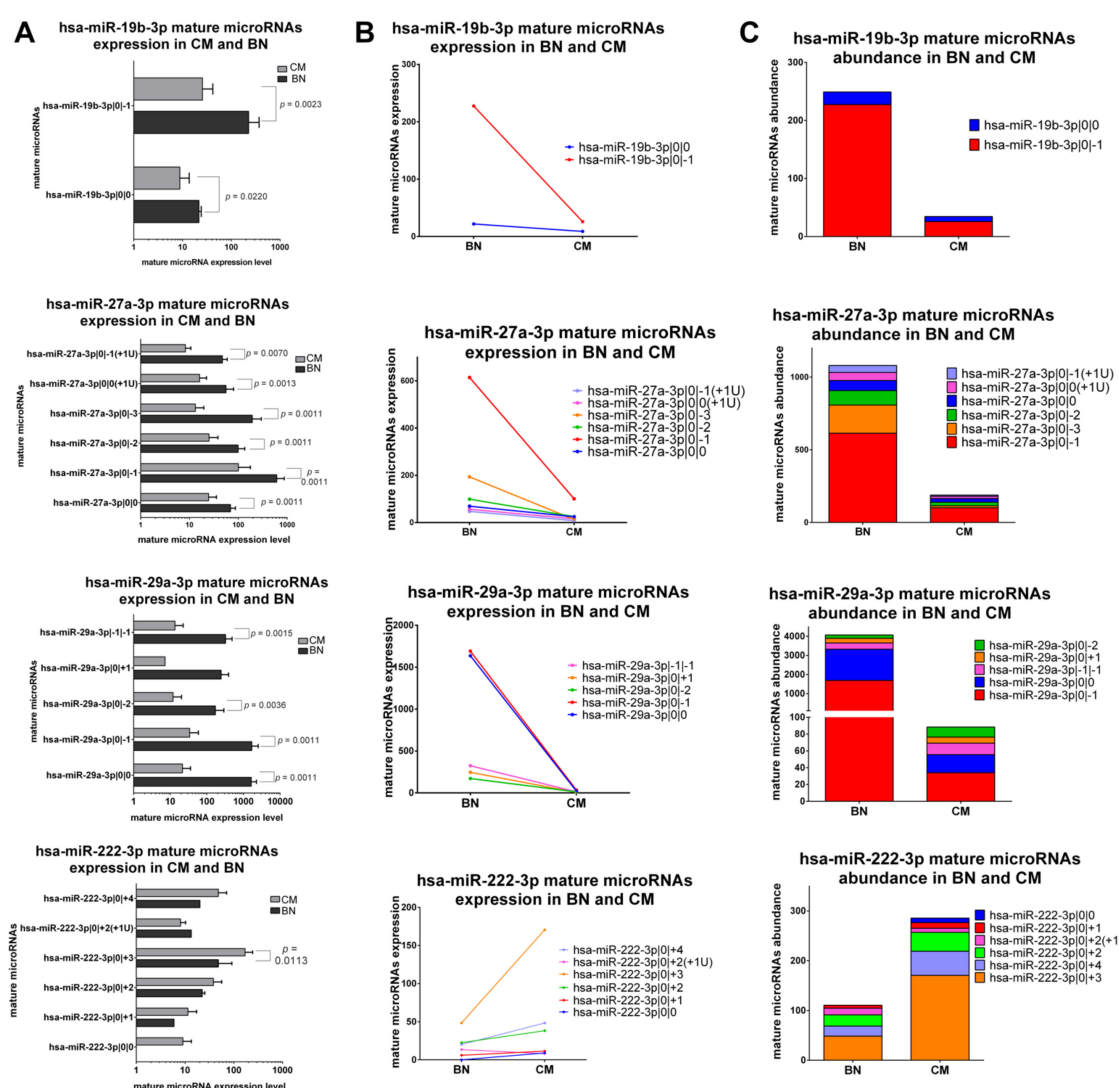 A
hsa-miR-19b-3p mature microRNAs
expression in CM and BN
mature microRNAs
CM
BN
hsa-miR-19b-3p|0|-1
p = 0.0023
hsa-miR-19b-3p|0|0
p = 0.0220
1
10
100
1000
mature microRNA expression level
B
hsa-miR-19b-3p mature microRNAs
expression in BN and CM
mature microRNAs expression
300
200
100
0
BN
CM
hsa-miR-19b-3p|0|0
hsa-miR-19b-3p|0|-1
C
hsa-miR-19b-3p mature microRNAs
abundance in BN and CM
mature microRNAs abundance
300
200
100
0
BN
CM
hsa-miR-19b-3p|0|0
hsa-miR-19b-3p|0|-1
hsa-miR-27a-3p mature microRNAs
expression in CM and BN
mature microRNAs
CM
BN
hsa-miR-27a-3p|0|-1(+1U)
p = 0.0070
hsa-miR-27a-3p|0|0(+1U)
p = 0.0013
hsa-miR-27a-3p|0|-3
p = 0.0011
hsa-miR-27a-3p|0|-2
p = 0.0011
hsa-miR-27a-3p|0|-1
p =
0.0011
hsa-miR-27a-3p|0|0
p = 0.0011
1
10
100
1000
mature microRNA expression level
hsa-miR-27a-3p mature microRNAs
expression in BN and CM
mature microRNAs expression
600
400
200
0
BN
CM
hsa-miR-27a-3p|0|-1(+1U)
hsa-miR-27a-3p|0|0(+1U)
hsa-miR-27a-3p|0|-3
hsa-miR-27a-3p|0|-2
hsa-miR-27a-3p|0|-1
hsa-miR-27a-3p|0|0
hsa-miR-27a-3p mature microRNAs
abundance in BN and CM
mature microRNAs abundance
1000
500
0
BN
CM
hsa-miR-27a-3p|0|-1(+1U)
hsa-miR-27a-3p|0|0(+1U)
hsa-miR-27a-3p|0|0
hsa-miR-27a-3p|0|-2
hsa-miR-27a-3p|0|-3
hsa-miR-27a-3p|0|-1
hsa-miR-29a-3p mature microRNAs
expression in CM and BN
mature microRNAs
CM
BN
hsa-miR-29a-3p|-1|-1
p = 0.0015
hsa-miR-29a-3p|0|+1
hsa-miR-29a-3p|0|-2
p = 0.0036
hsa-miR-29a-3p|0|-1
p = 0.0011
hsa-miR-29a-3p|0|0
p = 0.0011
1
10
100
1000
10000
mature microRNA expression level
hsa-miR-29a-3p mature microRNAs
expression in BN and CM
mature microRNAs expression
2000
1500
1000
500
0
BN
CM
hsa-miR-29a-3p|-1|-1
hsa-miR-29a-3p|0|+1
hsa-miR-29a-3p|0|-2
hsa-miR-29a-3p|0|-1
hsa-miR-29a-3p|0|0
hsa-miR-29a-3p mature microRNAs
abundance in BN and CM
mature microRNAs abundance
4000
3000
2000
1000
100
80
60
40
20
0
BN
CM
hsa-miR-29a-3p|0|-2
hsa-miR-29a-3p|0|+1
hsa-miR-29a-3p|-1|-1
hsa-miR-29a-3p|0|0
hsa-miR-29a-3p|0|-1
hsa-miR-222-3p mature microRNAs
expression in CM and BN
mature microRNAs
CM
BN
hsa-miR-222-3p|0|+4
hsa-miR-222-3p|0|+2(+1U)
hsa-miR-222-3p|0|+3
p =
0.0113
hsa-miR-222-3p|0|+2
hsa-miR-222-3p|0|+1
hsa-miR-222-3p|0|0
1
10
100
1000
mature microRNA expression level
hsa-miR-222-3p mature microRNAs
expression in BN and CM
mature microRNAs expression
200
150
100
50
0
BN
CM
hsa-miR-222-3p|0|+4
hsa-miR-222-3p|0|+2(+1U)
hsa-miR-222-3p|0|+3
hsa-miR-222-3p|0|+2
hsa-miR-222-3p|0|+1
hsa-miR-222-3p|0|0
hsa-miR-222-3p mature microRNAs
abundance in BN and CM
mature microRNAs abundance
300
200
100
0
BN
CM
hsa-miR-222-3p|0|0
hsa-miR-222-3p|0|+1
hsa-miR-222-3p|0|+2(+1
hsa-miR-222-3p|0|+2
hsa-miR-222-3p|0|+4
hsa-miR-222-3p|0|+3